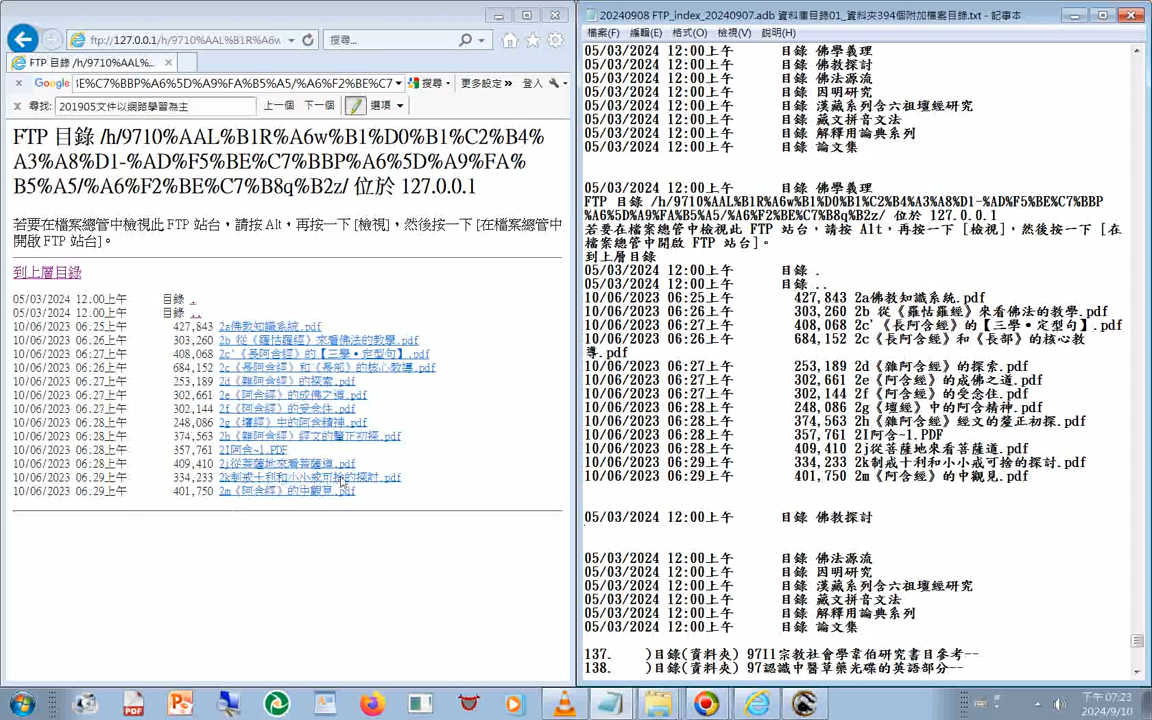 ftp://127.0.0.1/h/9710%AAL%B1R%A6w
搜尋...
FTP 目錄 /h/9710%AAL%...
Google
iE%C7%BBP%A6%5D%A9%FA%B5%A5/%A6%F2%BE%C7
搜尋
更多設定 »
登入
x 尋找: 201905文件以網路學習為主
上一個 下一個
選項
FTP 目錄 /h/9710%AAL%B1R%A6w%B1%D0%B1%C2%B4%
A3%A8%D1-%AD%F5%BE%C7%BBP%A6%5D%A9%FA%
B5%A5/%A6%F2%BE%C7%B8q%B2z/ 位於 127.0.0.1
若要在檔案總管中檢視此 FTP 站台，請按 Alt，再按一下 [檢視]，然後按一下 [在檔案總管中
開啟 FTP 站台]。
到上層目錄
05/03/2024 12.00上午 目錄 .
05/03/2024 12:00上午 目錄 ..
10/06/2023 06:25上午 427,843 2a佛教知識系統.pdf
10/06/2023 06:26上午 303,260 2b 從《羅怙羅經》來看佛法的教學.pdf
10/06/2023 06:27上午 408,068 2c'《長阿含經》的【三學‧定型句】.pdf
10/06/2023 06:26上午 684,152 2c《長阿含經》和《長部》的核心教導.pdf
10/06/2023 06:27上午 253,189 2d《雜阿含經》的探索.pdf
10/06/2023 06:27上午 302,661 2e《阿含經》的成佛之道.pdf
10/06/2023 06:27上午 302,144 2f《阿含經》的受念住.pdf
10/06/2023 06:28上午 248,086 2g《壇經》中的阿含精神.pdf
10/06/2023 06:28上午 374,563 2h《雜阿含經》經文的釐正初探.pdf
10/06/2023 06:28上午 357,761 2I阿含~1.PDF
10/06/2023 06:28上午 409,410 2j從菩薩地來看菩薩道.pdf
10/06/2023 06:29上午 334,233 2k制戒十利和小小戒可捨的探討.pdf
10/06/2023 06:29上午 401,750 2m《阿含經》的中觀見.pdf
20240908 FTP_index_20240907.adb 資料庫目錄01_資料夾394個附加檔案目錄.txt - 記事本
檔案(F) 編輯(E) 格式(O) 檢視(V) 說明(H)
05/03/2024 12:00上午 目錄 佛學義理
05/03/2024 12:00上午 目錄 佛教探討
05/03/2024 12:00上午 目錄 佛法源流
05/03/2024 12:00上午 目錄 因明研究
05/03/2024 12:00上午 目錄 漢藏系列含六祖壇經研究
05/03/2024 12:00上午 目錄 藏文拼音文法
05/03/2024 12:00上午 目錄 解釋用論典系列
05/03/2024 12:00上午 目錄 論文集
05/03/2024 12:00上午 目錄 佛學義理
FTP 目錄 /h/9710%AAL%B1R%A6w%B1%D0%B1%C2%B4%A3%A8%D1-%AD%F5%BE%C7%BBP
%A6%5D%A9%FA%B5%A5/%A6%F2%BE%C7%B8q%B2z/ 位於 127.0.0.1
若要在檔案總管中檢視此 FTP 站台，請按 Alt，再按一下 [檢視]，然後按一下 [在
檔案總管中開啟 FTP 站台]。
到上層目錄
05/03/2024 12:00上午 目錄 .
05/03/2024 12:00上午 目錄 ..
10/06/2023 06:25上午 427,843 2a佛教知識系統.pdf
10/06/2023 06:26上午 303,260 2b 從《羅怙羅經》來看佛法的教學.pdf
10/06/2023 06:27上午 408,068 2c'《長阿含經》的【三學‧定型句】.pdf
10/06/2023 06:26上午 684,152 2c《長阿含經》和《長部》的核心教
導.pdf
10/06/2023 06:27上午 253,189 2d《雜阿含經》的探索.pdf
10/06/2023 06:27上午 302,661 2e《阿含經》的成佛之道.pdf
10/06/2023 06:27上午 302,144 2f《阿含經》的受念住.pdf
10/06/2023 06:28上午 248,086 2g《壇經》中的阿含精神.pdf
10/06/2023 06:28上午 374,563 2h《雜阿含經》經文的釐正初探.pdf
10/06/2023 06:28上午 357,761 2I阿含~1.PDF
10/06/2023 06:28上午 409,410 2j從菩薩地來看菩薩道.pdf
10/06/2023 06:29上午 334,233 2k制戒十利和小小戒可捨的探討.pdf
10/06/2023 06:29上午 401,750 2m《阿含經》的中觀見.pdf
05/03/2024 12:00上午 目錄 佛教探討
05/03/2024 12:00上午 目錄 佛法源流
05/03/2024 12:00上午 目錄 因明研究
05/03/2024 12:00上午 目錄 漢藏系列含六祖壇經研究
05/03/2024 12:00上午 目錄 藏文拼音文法
05/03/2024 12:00上午 目錄 解釋用論典系列
05/03/2024 12:00上午 目錄 論文集
137. )目錄(資料夾) 9711宗教社會學韋伯研究書目參考--
138. )目錄(資料夾) 97認識中醫草藥光碟的英語部分--
PDF
下午 07:23
2024/9/10